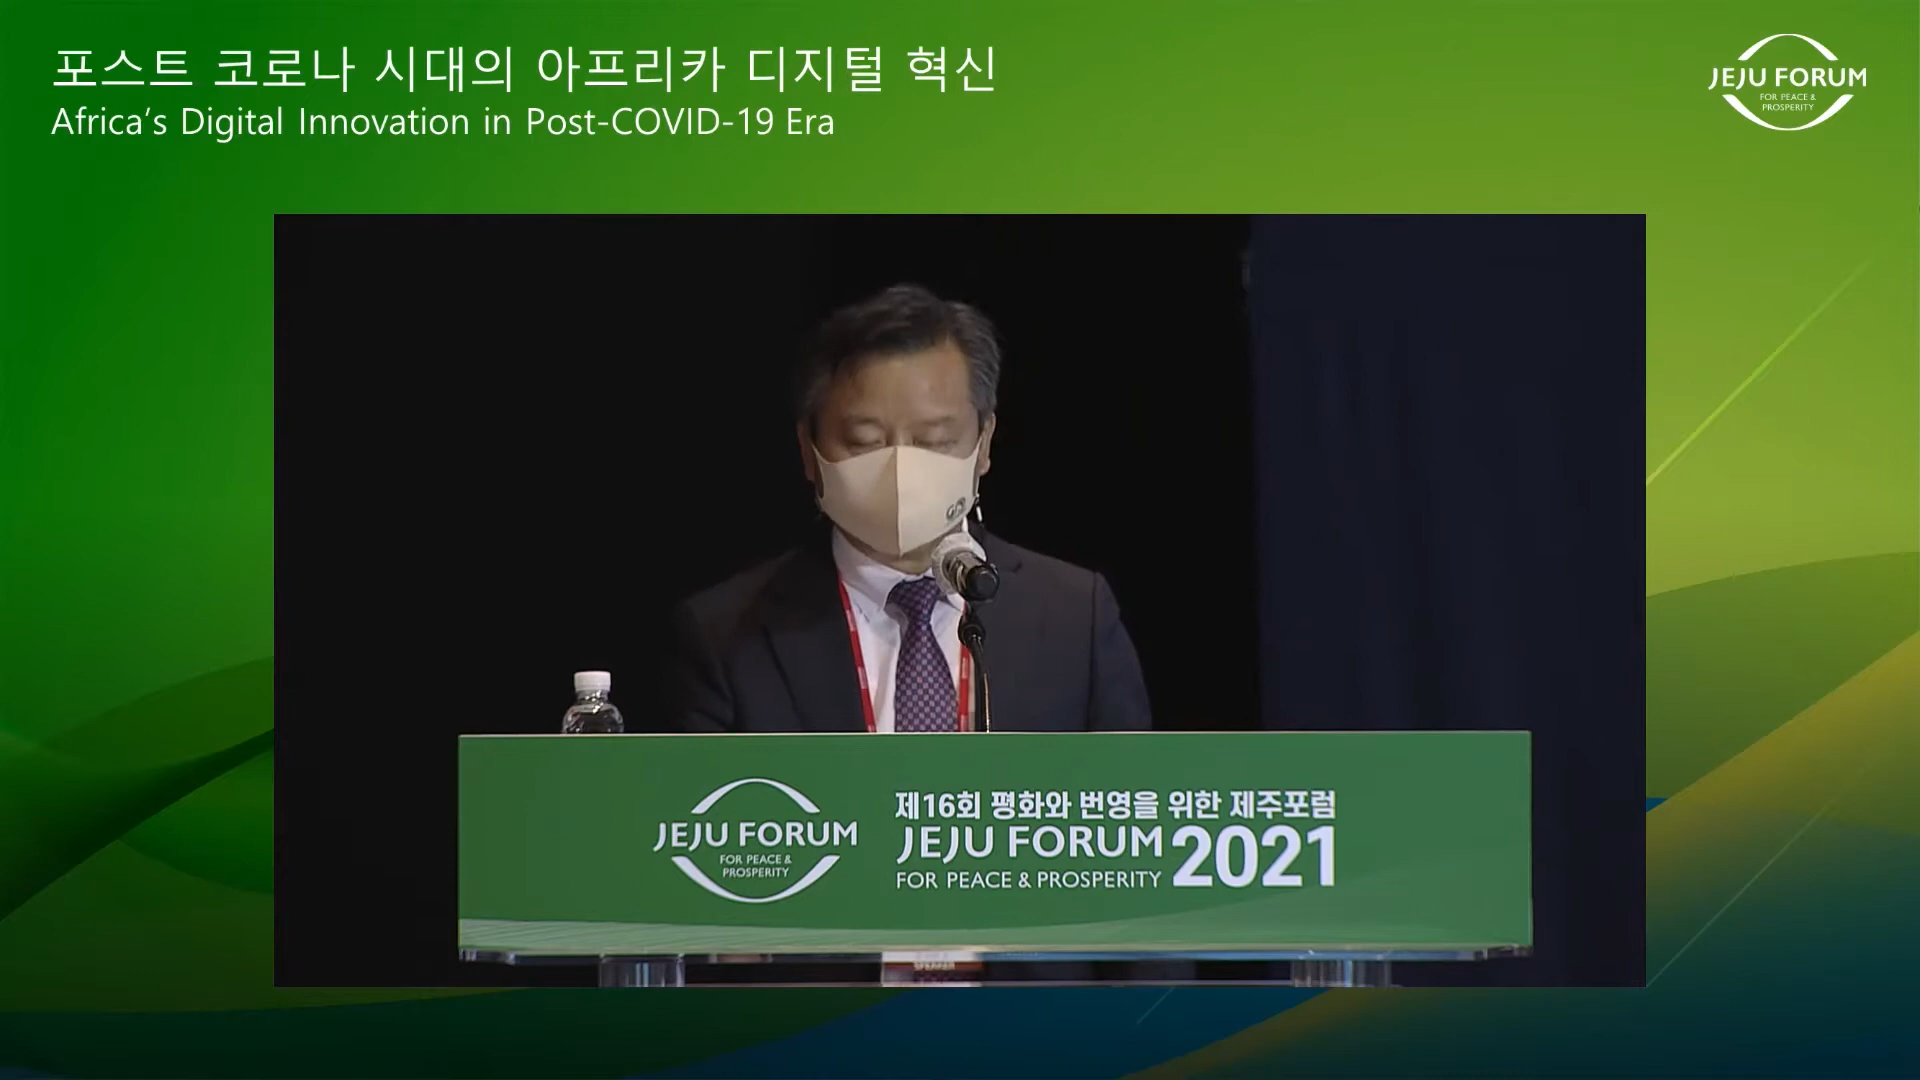 포스트 코로나 시대의 아프리카 디지털 혁신
Africa's Digital Innovation in Post-COVID-19 Era
JEJU FORUM
FOR PEACE &
PROSPERITY
JEJU FORUM
FOR PEACE &
PROSPERITY
제16회 평화와 번영을 위한 제주포럼
JEJU FORUM 2021
FOR PEACE & PROSPERITY